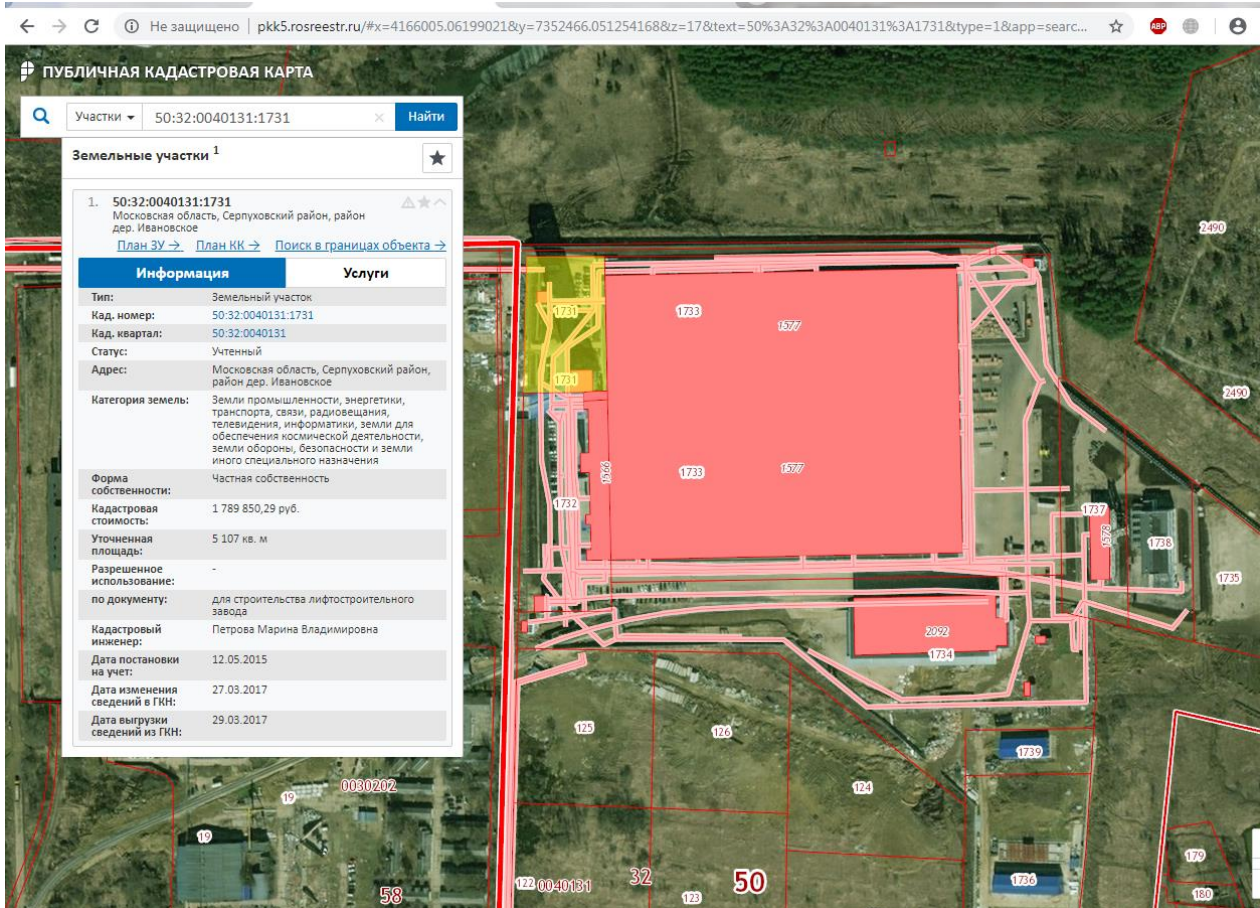 Не защищено | pkk5.rosreestr.ru/#x=4166005.06199021&y=7352466.051254168&z=17&text=50%3A32%3A0040131%3A1731&type=1&app=searc...
ABP
ПУБЛИЧНАЯ КАДАСТРОВАЯ КАРТА
Участки 50:32:0040131:1731 × Найти
Земельные участки 1
1. 50:32:0040131:1731
Московская область, Серпуховский район, район
дер. Ивановское
План ЗУ → План КК → Поиск в границах объекта →
Информация Услуги
Тип: Земельный участок
Кад. номер: 50:32:0040131:1731
Кад. квартал: 50:32:0040131
Статус: Учтенный
Адрес: Московская область, Серпуховский район,
район дер. Ивановское
Категория земель: Земли промышленности, энергетики,
транспорта, связи, радиовещания,
телевидения, информатики, земли для
обеспечения космической деятельности,
земли обороны, безопасности и земли
иного специального назначения
Форма Частная собственность
собственности:
Кадастровая 1 789 850,29 руб.
стоимость:
Уточненная 5 107 кв. м
площадь:
Разрешенное -
использование:
по документу: для строительства лифтостроительного
завода
Кадастровый Петрова Марина Владимировна
инженер:
Дата постановки 12.05.2015
на учет:
Дата изменения 27.03.2017
сведений в ГКН:
Дата выгрузки 29.03.2017
сведений из ГКН:
2490
1731
1733
1577
1731
2490
1566
1733
1577
1732
1737
1578
1738
1735
2092
1734
125
126
1739
124
0030202
19
19
179
122 0040131
32
50
1736
58
123
180